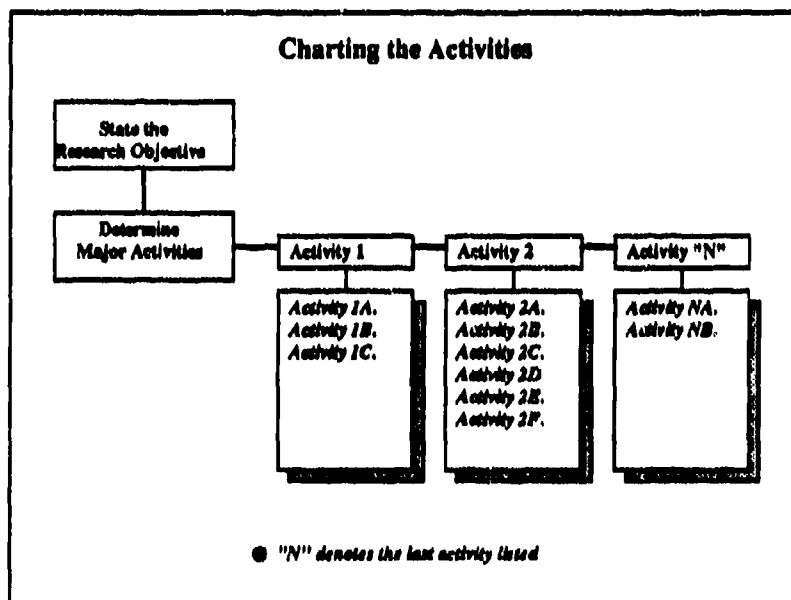 Charting the Activities
State the
Research Objective
Determine
Major Activities
Activity 1
Activity 2
Activity "N"
Activity 1A.
Activity 1B.
Activity 1C.
Activity 2A.
Activity 2B.
Activity 2C.
Activity 2D
Activity 2E.
Activity 2F.
Activity NA.
Activity NB.
● "N" denotes the last activity listed